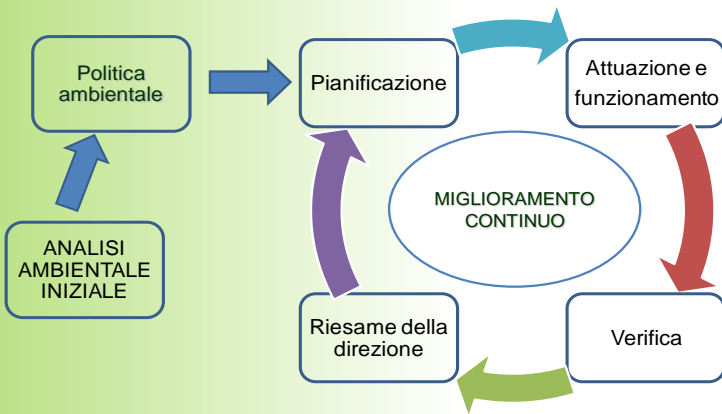 Politica
ambientale
Pianificazione
Attuazione e
funzionamento
MIGLIORAMENTO
CONTINUO
ANALISI
AMBIENTALE
INIZIALE
Riesame della
direzione
Verifica